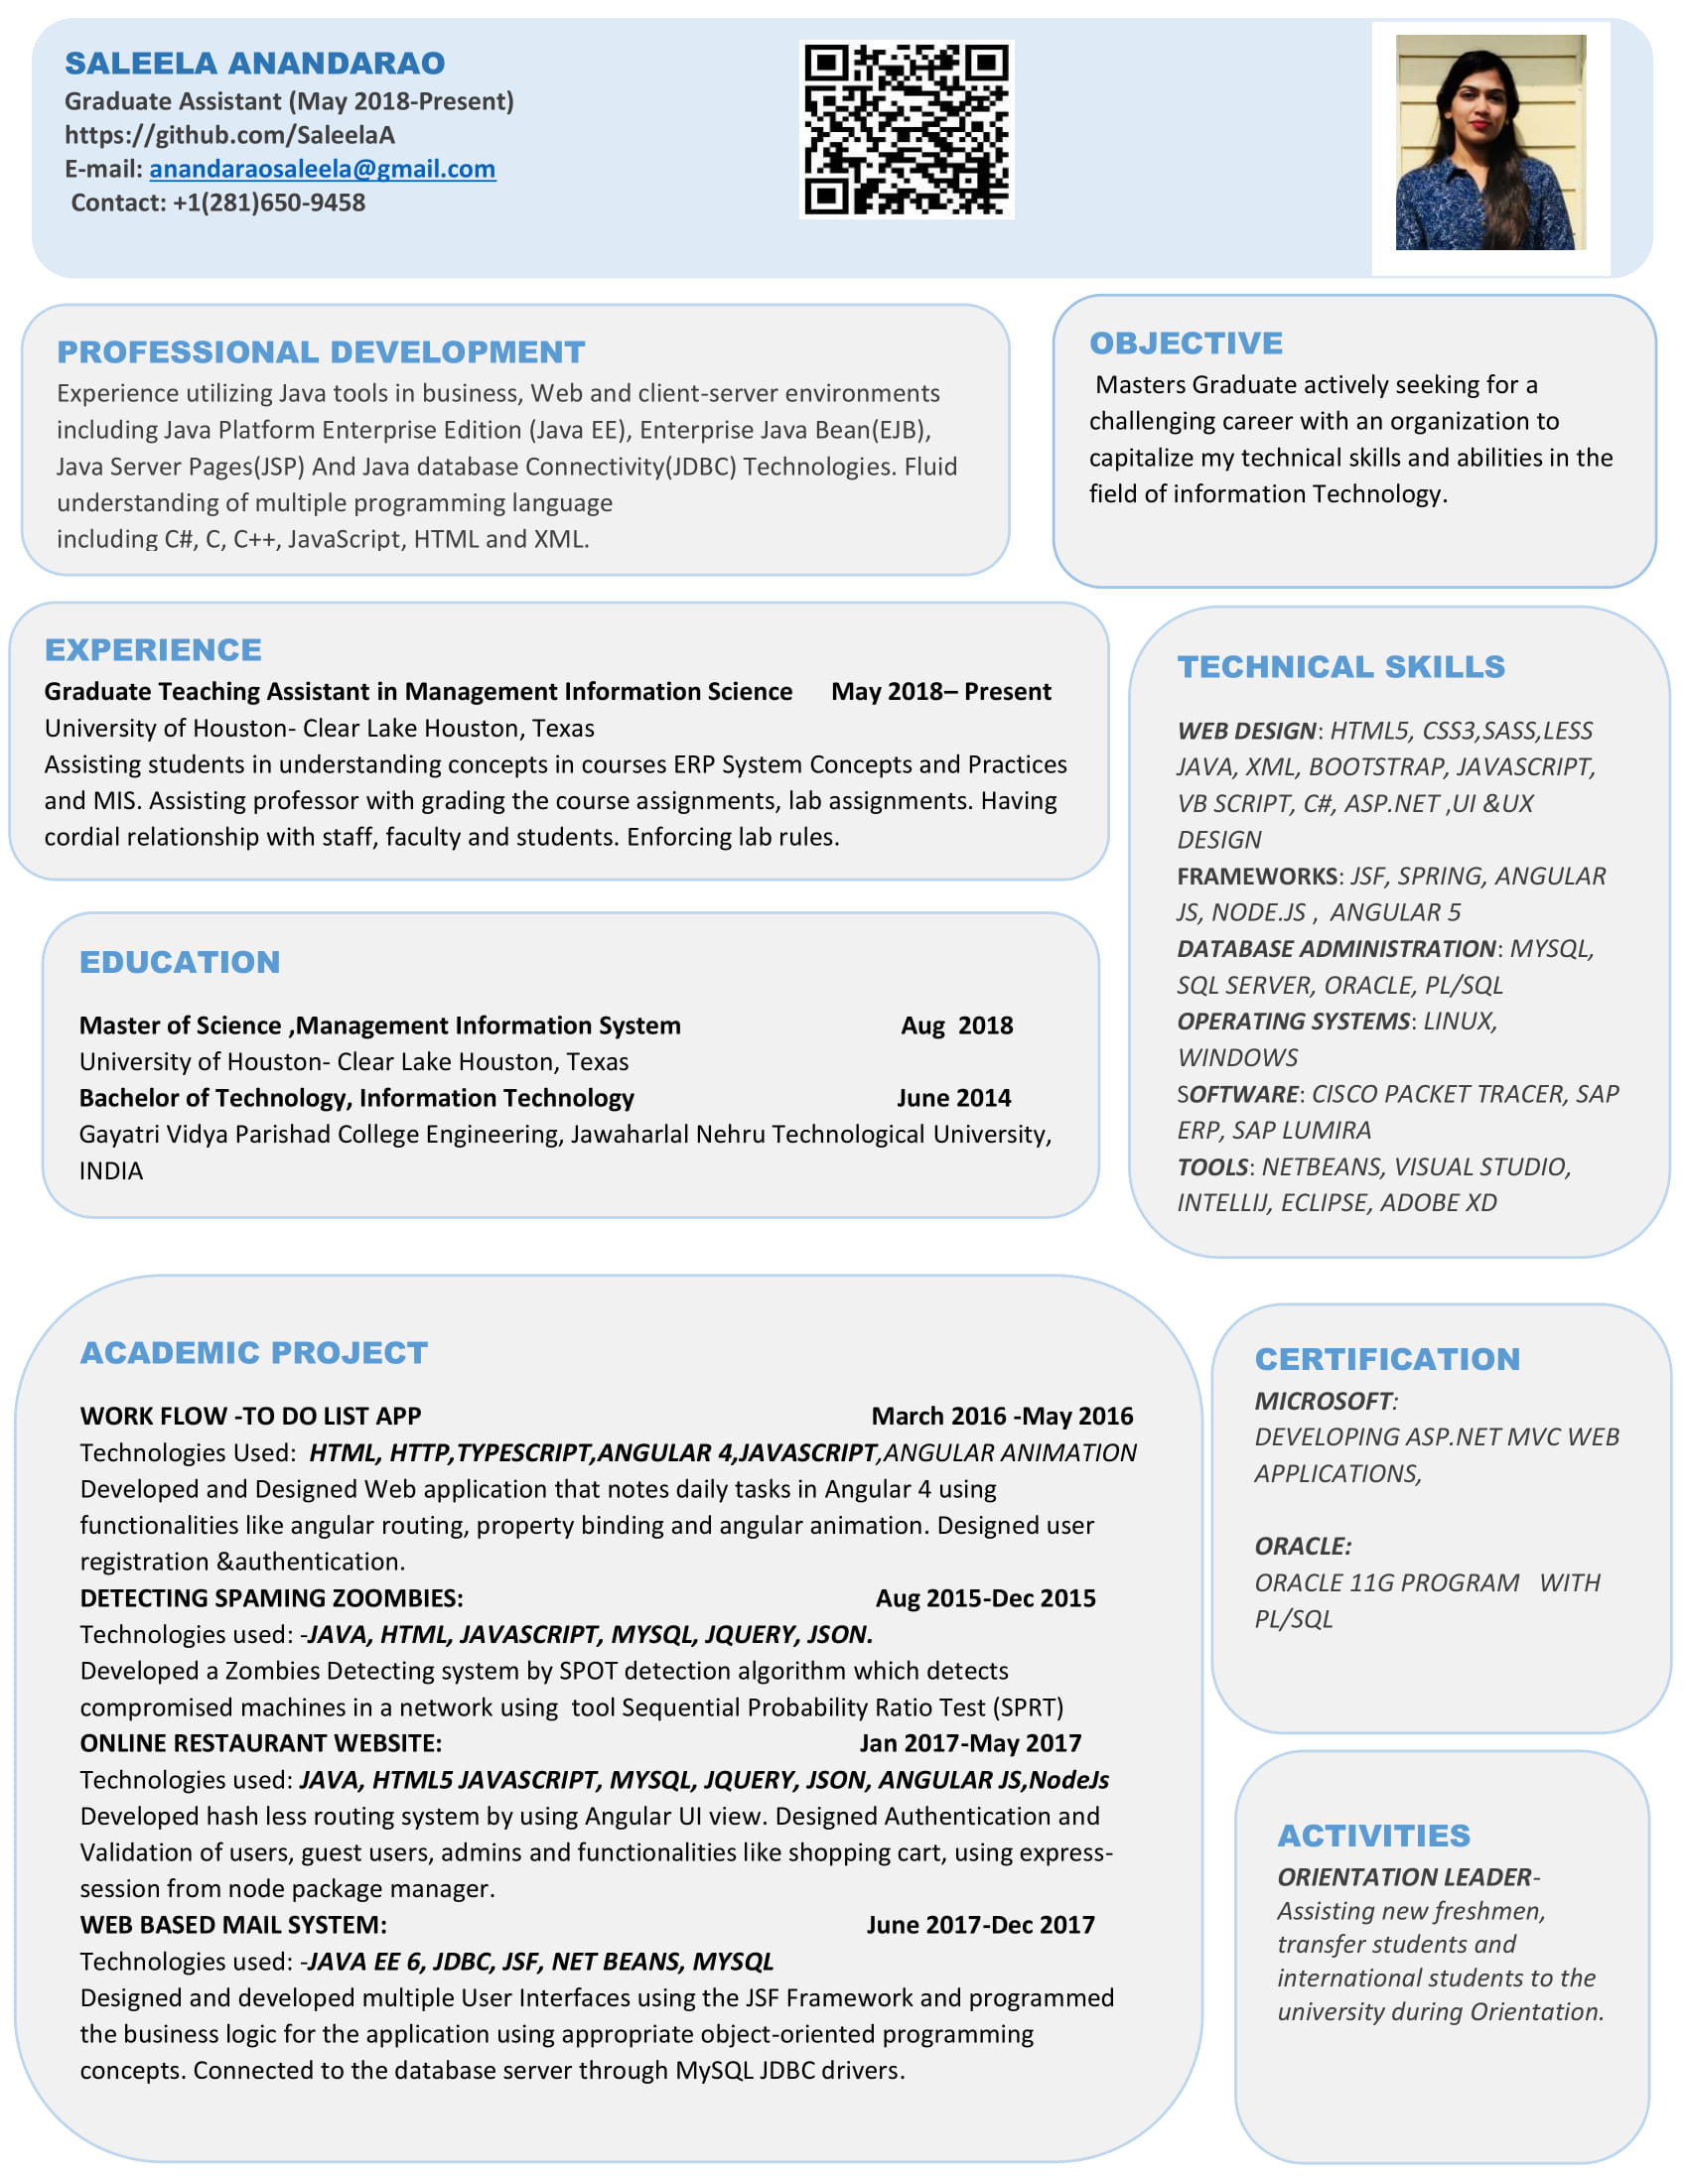 SALEELA ANANDARAO
Graduate Assistant (May 2018-Present)
https://github.com/SaleelaA
E-mail: anandaraosaleela@gmail.com
Contact: +1(281)650-9458
PROFESSIONAL DEVELOPMENT
Experience utilizing Java tools in business, Web and client-server environments
including Java Platform Enterprise Edition (Java EE), Enterprise Java Bean(EJB),
Java Server Pages(JSP) And Java database Connectivity(JDBC) Technologies. Fluid
understanding of multiple programming language
including C#, C, C++, JavaScript, HTML and XML.
OBJECTIVE
Masters Graduate actively seeking for a
challenging career with an organization to
capitalize my technical skills and abilities in the
field of information Technology.
EXPERIENCE
Graduate Teaching Assistant in Management Information Science May 2018– Present
University of Houston- Clear Lake Houston, Texas
Assisting students in understanding concepts in courses ERP System Concepts and Practices
and MIS. Assisting professor with grading the course assignments, lab assignments. Having
cordial relationship with staff, faculty and students. Enforcing lab rules.
TECHNICAL SKILLS
WEB DESIGN: HTML5, CSS3,SASS,LESS
JAVA, XML, BOOTSTRAP, JAVASCRIPT,
VB SCRIPT, C#, ASP.NET ,UI &UX
DESIGN
FRAMEWORKS: JSF, SPRING, ANGULAR
JS, NODE.JS , ANGULAR 5
DATABASE ADMINISTRATION: MYSQL,
SQL SERVER, ORACLE, PL/SQL
OPERATING SYSTEMS: LINUX,
WINDOWS
SOFTWARE: CISCO PACKET TRACER, SAP
ERP, SAP LUMIRA
TOOLS: NETBEANS, VISUAL STUDIO,
INTELLIJ, ECLIPSE, ADOBE XD
EDUCATION
Master of Science ,Management Information System Aug 2018
University of Houston- Clear Lake Houston, Texas
Bachelor of Technology, Information Technology June 2014
Gayatri Vidya Parishad College Engineering, Jawaharlal Nehru Technological University,
INDIA
ACADEMIC PROJECT
WORK FLOW -TO DO LIST APP March 2016 -May 2016
Technologies Used: HTML, HTTP,TYPESCRIPT,ANGULAR 4,JAVASCRIPT,ANGULAR ANIMATION
Developed and Designed Web application that notes daily tasks in Angular 4 using
functionalities like angular routing, property binding and angular animation. Designed user
registration &authentication.
DETECTING SPAMING ZOOMBIES: Aug 2015-Dec 2015
Technologies used: -JAVA, HTML, JAVASCRIPT, MYSQL, JQUERY, JSON.
Developed a Zombies Detecting system by SPOT detection algorithm which detects
compromised machines in a network using tool Sequential Probability Ratio Test (SPRT)
ONLINE RESTAURANT WEBSITE: Jan 2017-May 2017
Technologies used: JAVA, HTML5 JAVASCRIPT, MYSQL, JQUERY, JSON, ANGULAR JS,NodeJs
Developed hash less routing system by using Angular UI view. Designed Authentication and
Validation of users, guest users, admins and functionalities like shopping cart, using express-
session from node package manager.
WEB BASED MAIL SYSTEM: June 2017-Dec 2017
Technologies used: -JAVA EE 6, JDBC, JSF, NET BEANS, MYSQL
Designed and developed multiple User Interfaces using the JSF Framework and programmed
the business logic for the application using appropriate object-oriented programming
concepts. Connected to the database server through MySQL JDBC drivers.
CERTIFICATION
MICROSOFT:
DEVELOPING ASP.NET MVC WEB
APPLICATIONS,
ORACLE:
ORACLE 11G PROGRAM WITH
PL/SQL
ACTIVITIES
ORIENTATION LEADER-
Assisting new freshmen,
transfer students and
international students to the
university during Orientation.